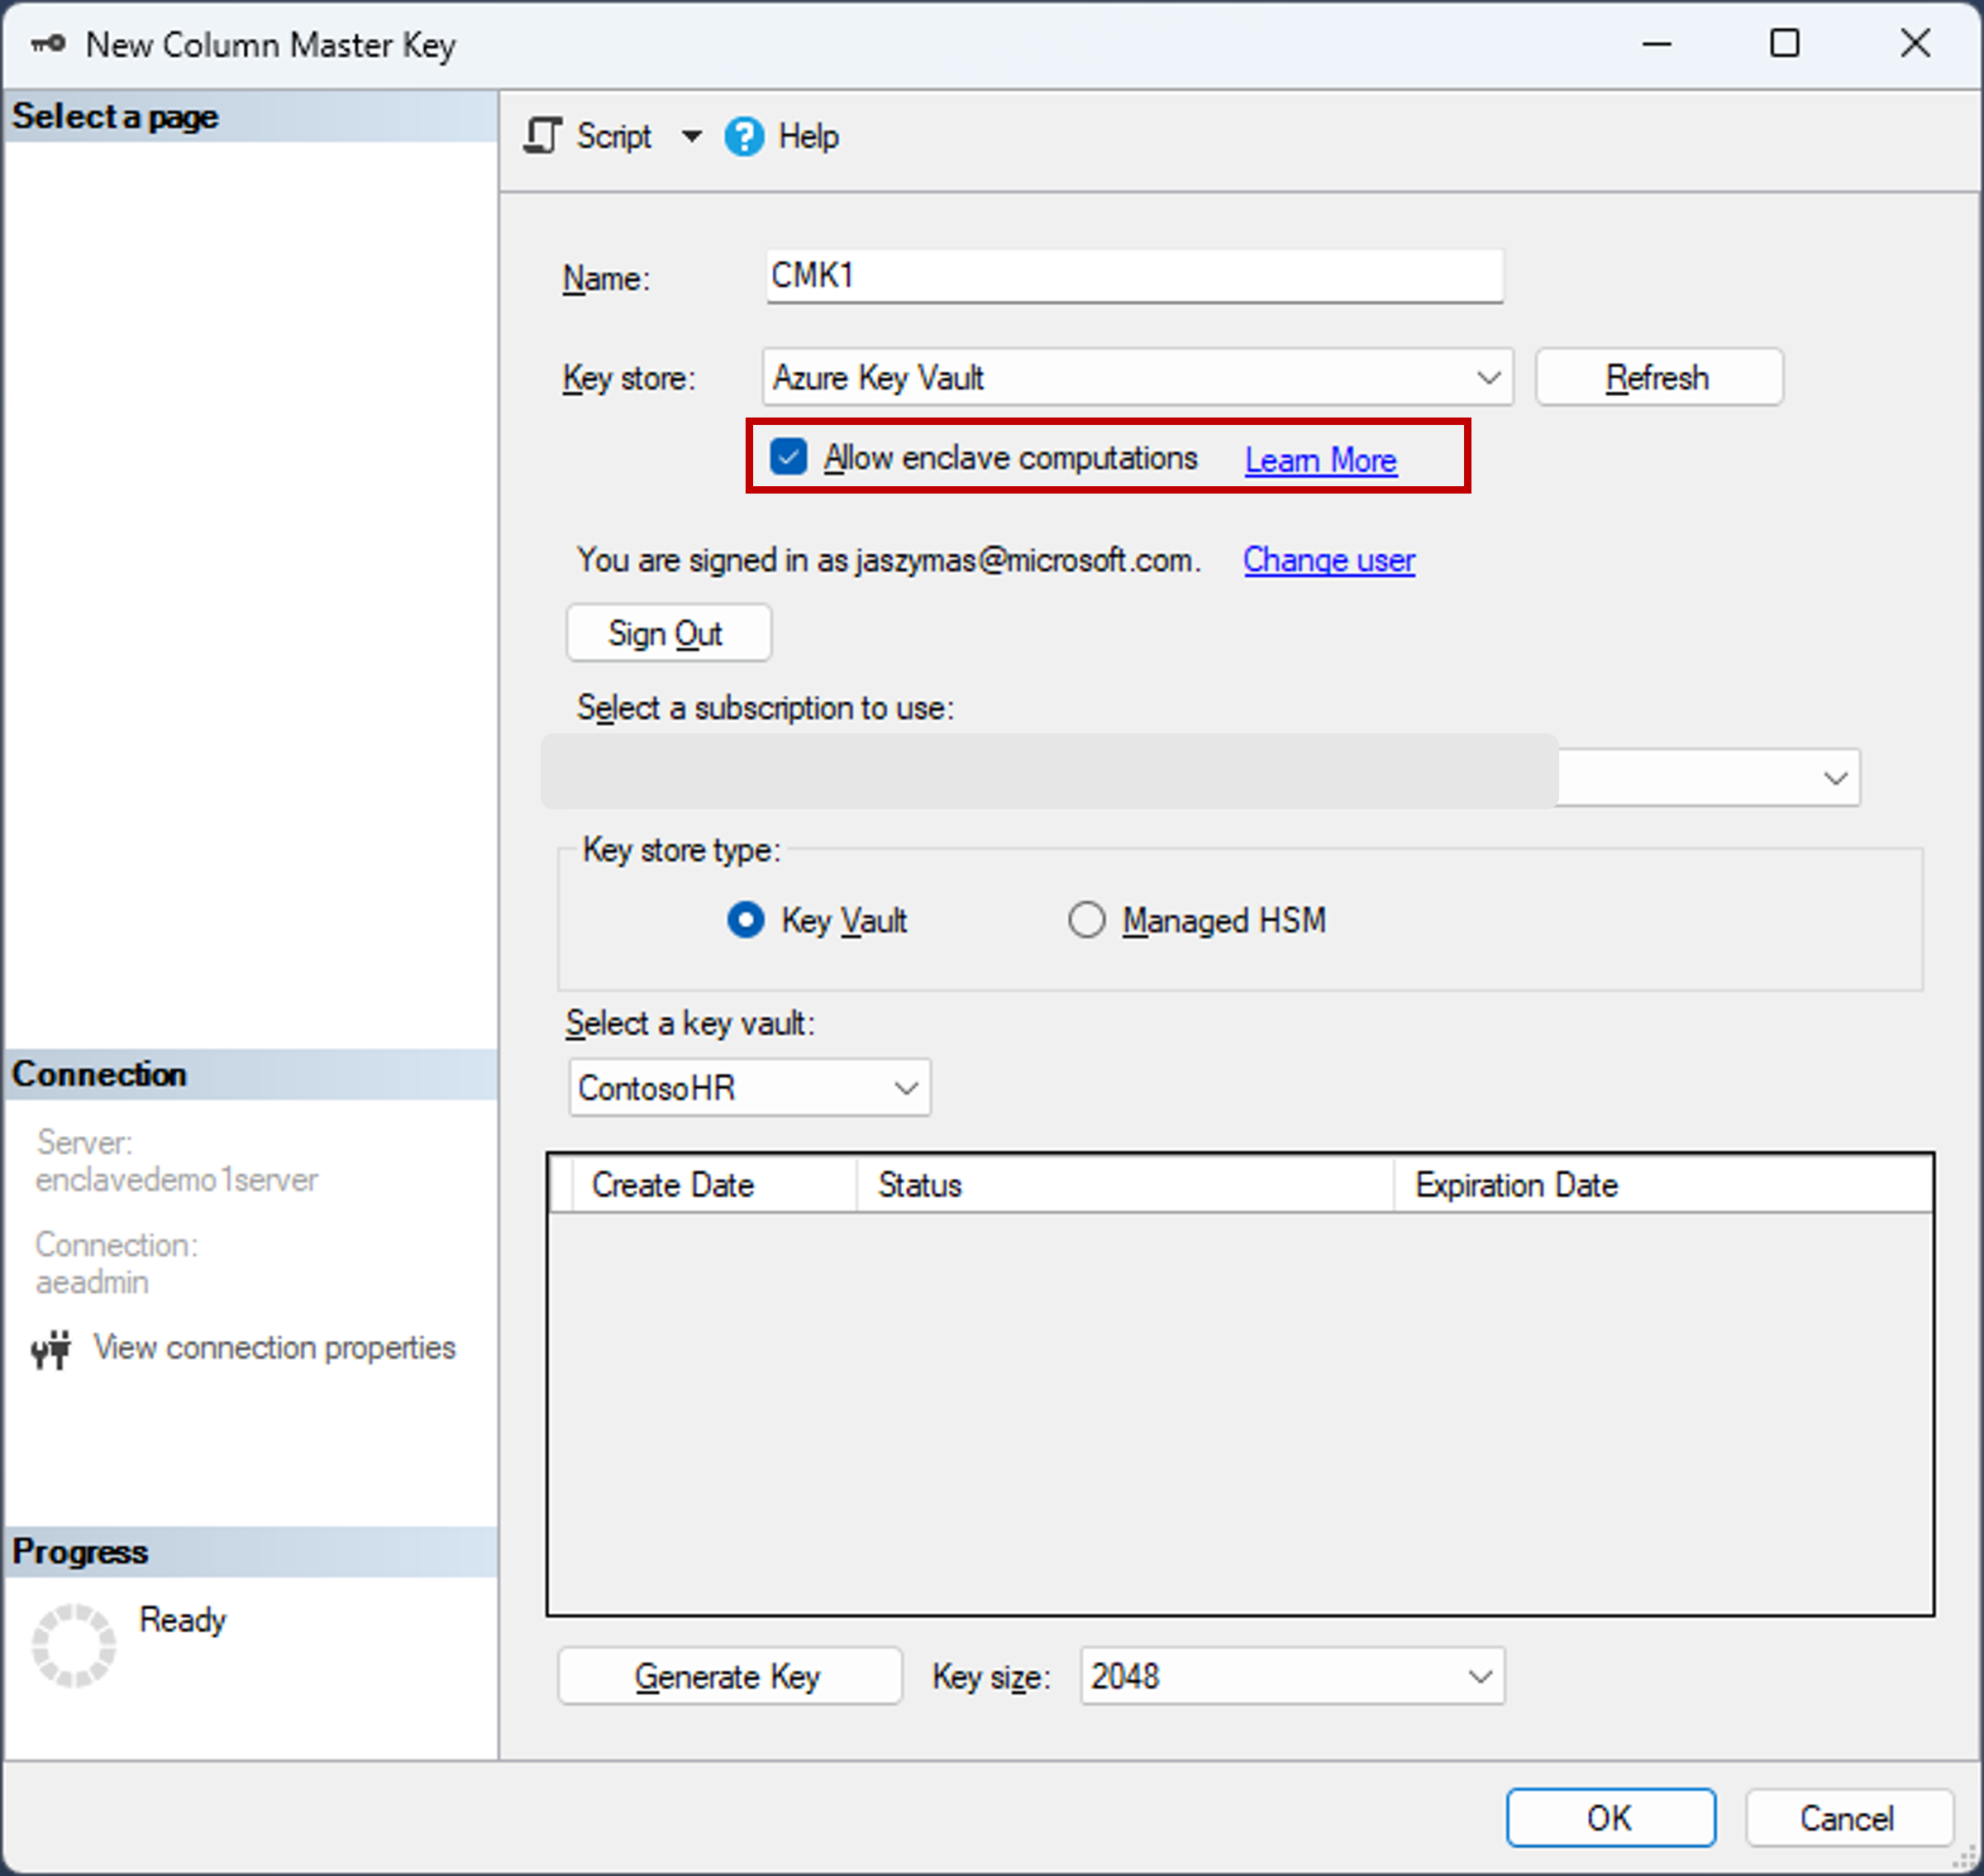 New Column Master Key
Select a page
Script
Help
Name:
CMK1
Key store:
Azure Key Vault
Refresh
Allow enclave computations
Learn More
You are signed in as jaszymas@microsoft.com.
Change user
Sign Out
Select a subscription to use:
Key store type:
Key Vault
Managed HSM
Select a key vault:
ContosoHR
Create Date
Status
Expiration Date
Generate Key
Key size:
2048
Connection
Server:
enclavedemo1server
Connection:
aeadmin
View connection properties
Progress
Ready
OK
Cancel